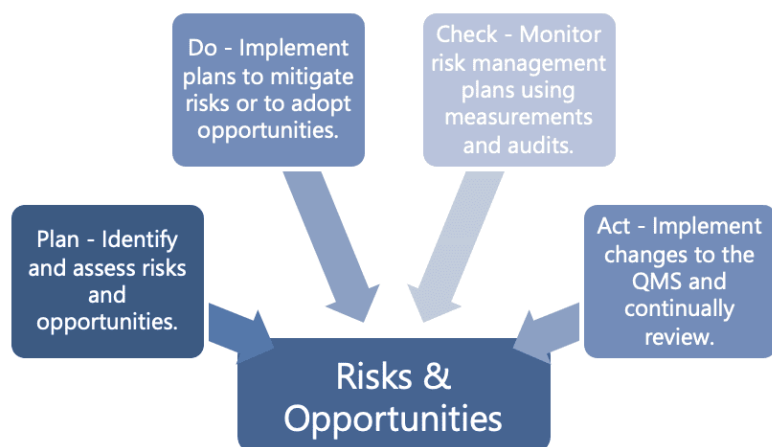 Plan - Identify
and assess risks
and
opportunities.
Do - Implement
plans to mitigate
risks or to adopt
opportunities.
Check - Monitor
risk management
plans using
measurements
and audits.
Act - Implement
changes to the
QMS and
continually
review.
Risks &
Opportunities